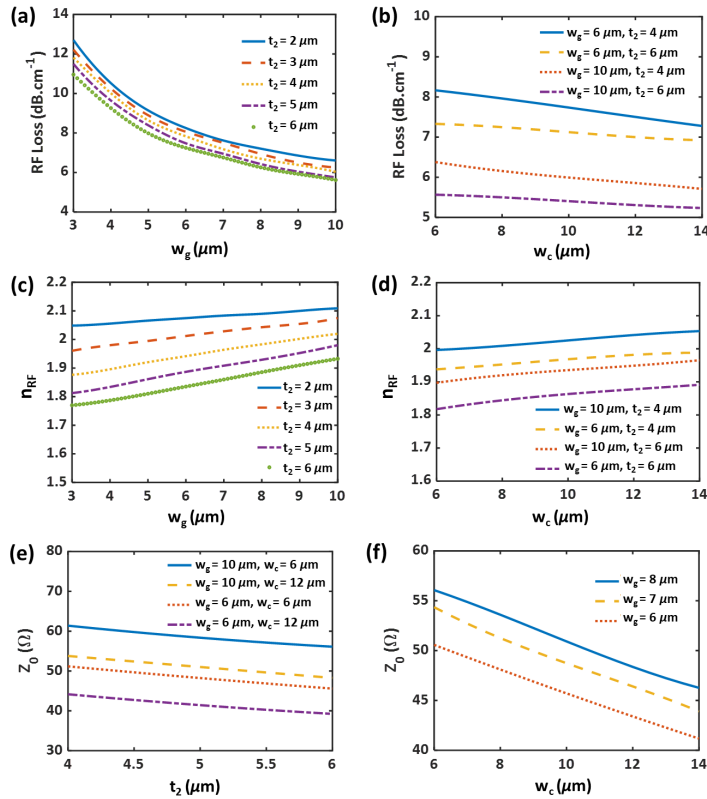 (a)
14
13
12
10
8
6
4
RF Loss (dB.cm⁻¹)
t₂ = 2 µm
t₂ = 3 µm
t₂ = 4 µm
t₂ = 5 µm
t₂ = 6 µm
3 4 5 6 7 8 9 10
w_g (µm)
(b)
10
9
8
7
6
5
RF Loss (dB.cm⁻¹)
w_g = 6 µm, t₂ = 4 µm
w_g = 6 µm, t₂ = 6 µm
w_g = 10 µm, t₂ = 4 µm
w_g = 10 µm, t₂ = 6 µm
6 8 10 12 14
w_c (µm)
(c)
2.2
2.1
2
1.9
1.8
1.7
1.6
1.5
n_RF
t₂ = 2 µm
t₂ = 3 µm
t₂ = 4 µm
t₂ = 5 µm
t₂ = 6 µm
3 4 5 6 7 8 9 10
w_g (µm)
(d)
2.2
2.1
2
1.9
1.8
1.7
1.6
n_RF
w_g = 10 µm, t₂ = 4 µm
w_g = 6 µm, t₂ = 4 µm
w_g = 10 µm, t₂ = 6 µm
w_g = 6 µm, t₂ = 6 µm
6 8 10 12 14
w_c (µm)
(e)
80
70
60
50
40
30
Z₀ (Ω)
w_g = 10 µm, w_c = 6 µm
w_g = 10 µm, w_c = 12 µm
w_g = 6 µm, w_c = 6 µm
w_g = 6 µm, w_c = 12 µm
4 4.5 5 5.5 6
t₂ (µm)
(f)
60
55
50
45
40
Z₀ (Ω)
w_g = 8 µm
w_g = 7 µm
w_g = 6 µm
6 8 10 12 14
w_c (µm)